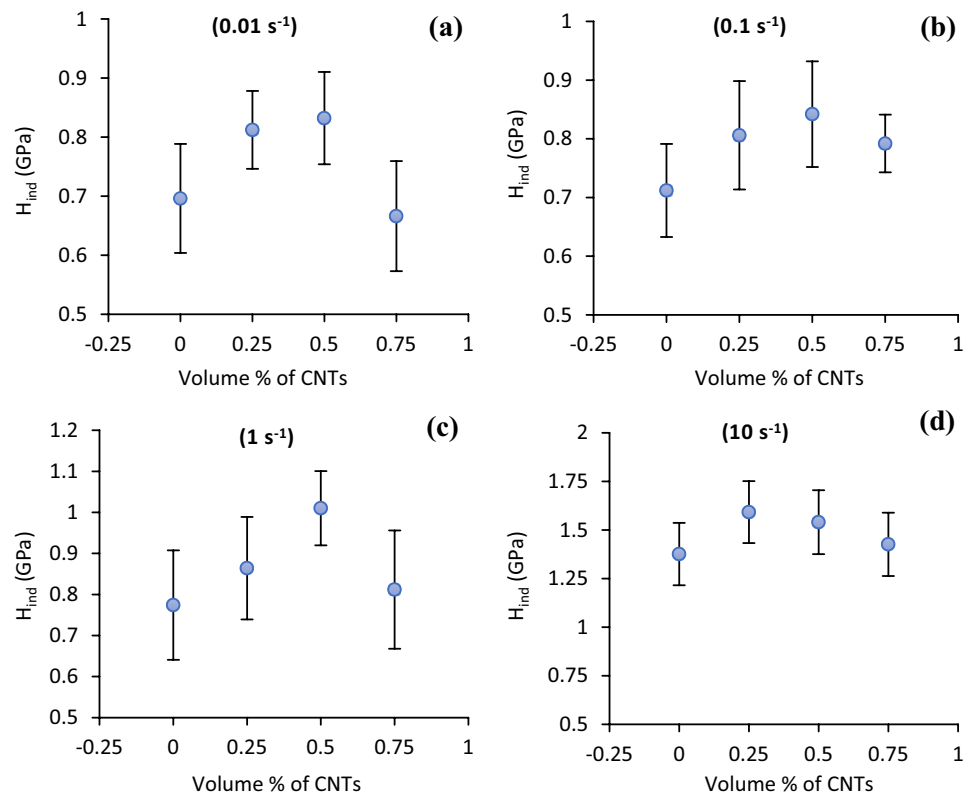 (0.01 s⁻¹)
(a)
1
0.9
0.8
0.7
0.6
0.5
H_ind (GPa)
-0.25 0 0.25 0.5 0.75 1
Volume % of CNTs
(0.1 s⁻¹)
(b)
1
0.9
0.8
0.7
0.6
0.5
H_ind (GPa)
-0.25 0 0.25 0.5 0.75 1
Volume % of CNTs
(1 s⁻¹)
(c)
1.2
1.1
1
0.9
0.8
0.7
0.6
0.5
H_ind (GPa)
-0.25 0 0.25 0.5 0.75 1
Volume % of CNTs
(10 s⁻¹)
(d)
2
1.75
1.5
1.25
1
0.75
0.5
H_ind (GPa)
-0.25 0 0.25 0.5 0.75 1
Volume % of CNTs